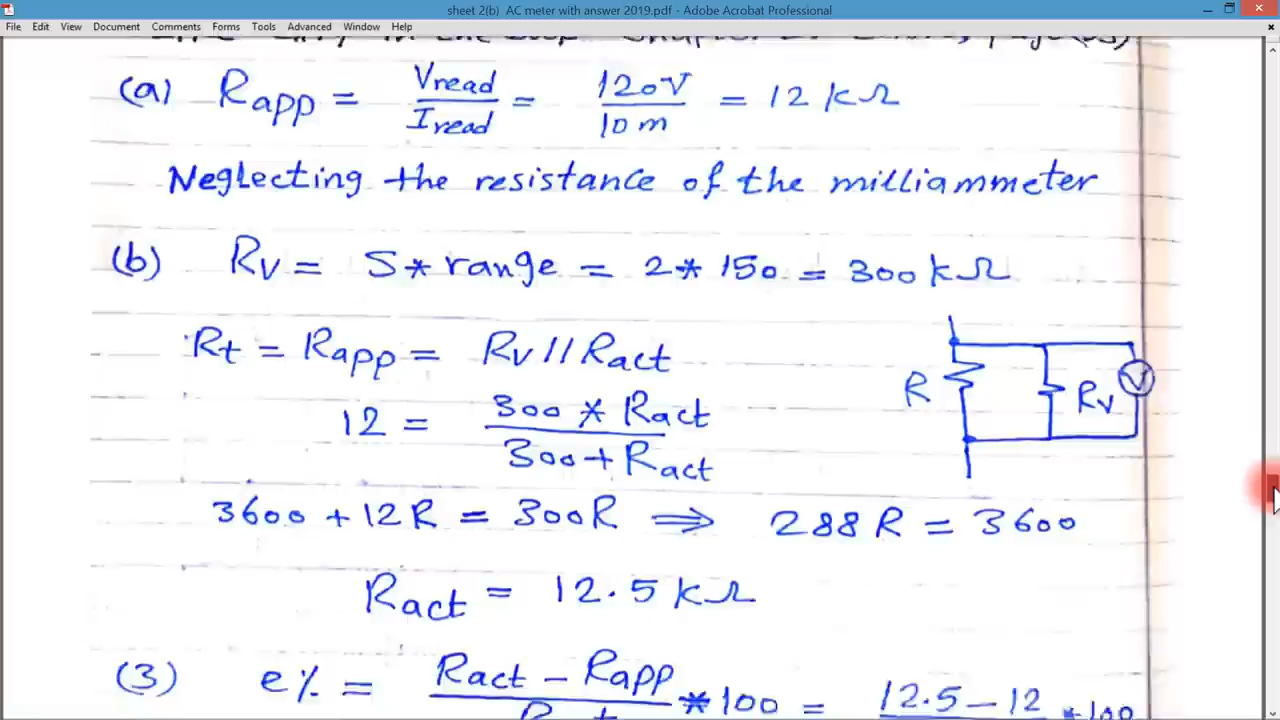 sheet 2(b) AC meter with answer 2019.pdf - Adobe Acrobat Professional
File Edit View Document Comments Forms Tools Advanced Window Help
(a) Rapp = Vread / Iread = 120V / 10 m = 12 kΩ
Neglecting the resistance of the milliammeter
(b) Rv = S * range = 2 * 150 = 300 kΩ
Rt = Rapp = Rv // Ract
12 = 300 * Ract / 300 + Ract
R Rv V
3600 + 12R = 300R ⇒ 288 R = 3600
Ract = 12.5 kΩ
(3) e% = Ract - Rapp * 100 = 12.5 - 12 * 100